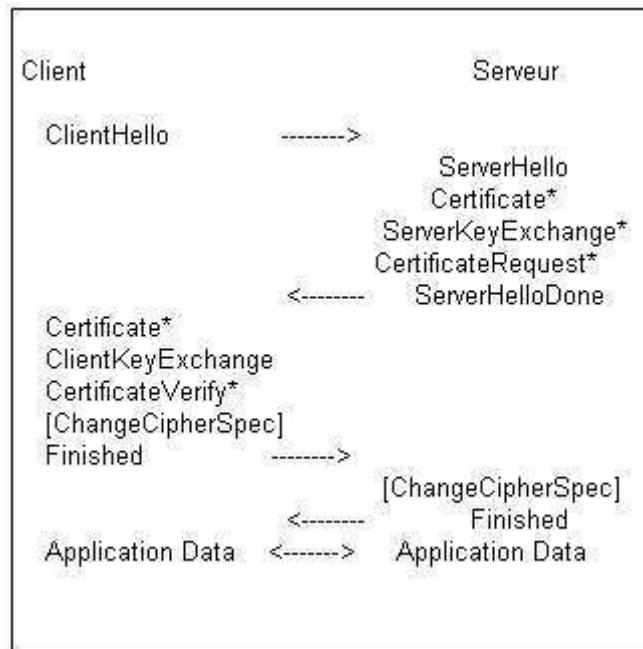 Client Serveur
ClientHello -------->
ServerHello
Certificate*
ServerKeyExchange*
CertificateRequest*
<-------- ServerHelloDone
Certificate*
ClientKeyExchange
CertificateVerify*
[ChangeCipherSpec]
Finished -------->
[ChangeCipherSpec]
<-------- Finished
Application Data <-------> Application Data